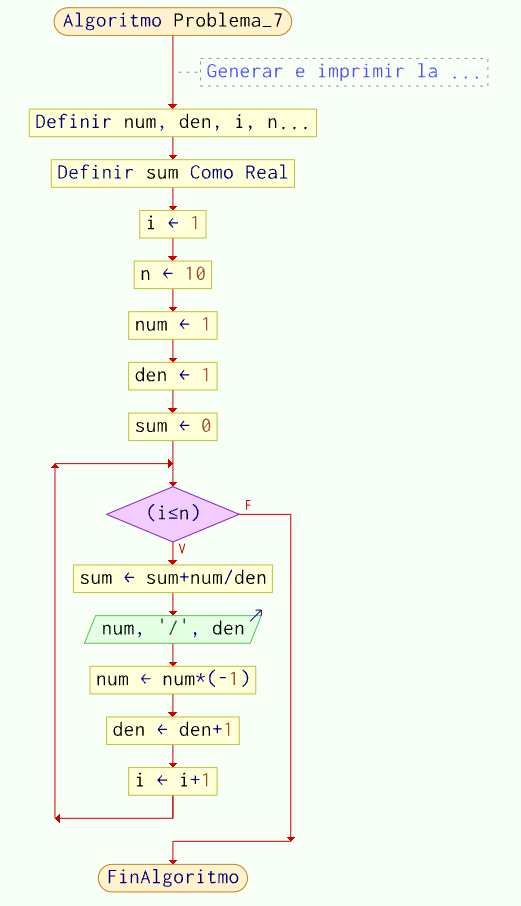 Algoritmo Problema_7
Generar e imprimir la ...
Definir num, den, i, n...
Definir sum Como Real
i ← 1
n ← 10
num ← 1
den ← 1
sum ← 0
(i≤n)
F
V
sum ← sum+num/den
num, '/', den
num ← num*(-1)
den ← den+1
i ← i+1
FinAlgoritmo